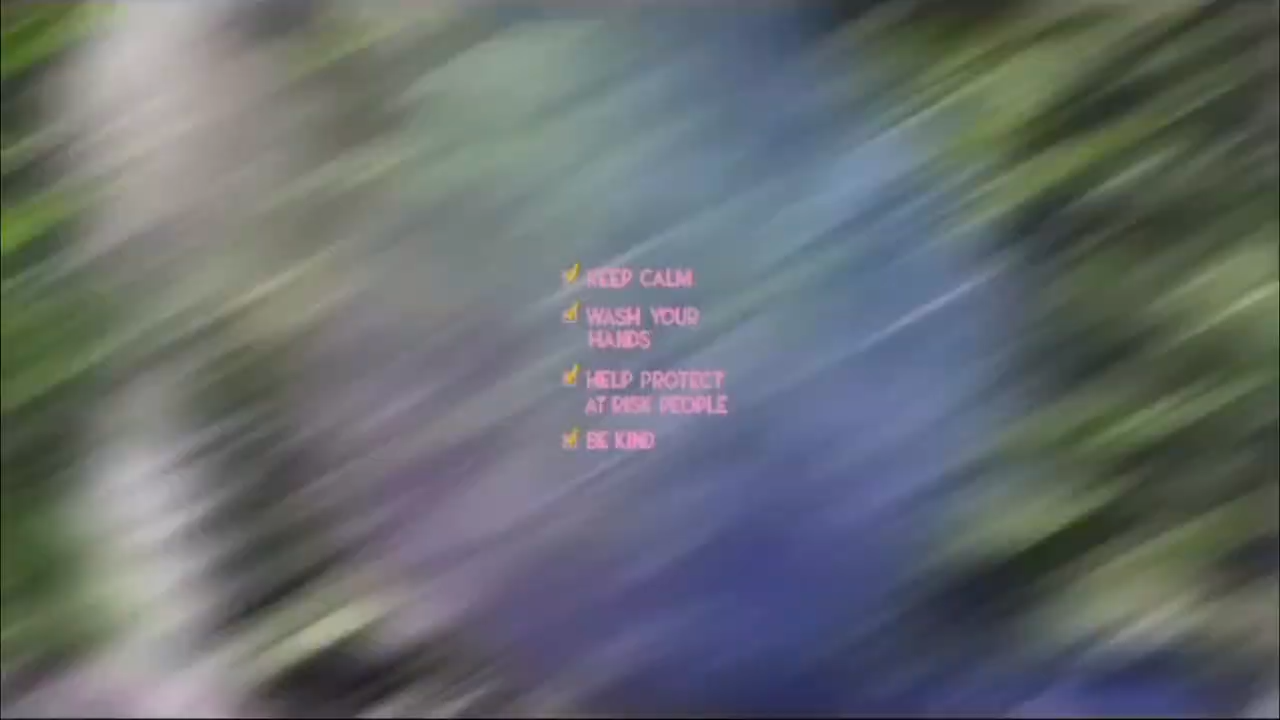 KEEP CALM
WASH YOUR
HANDS
HELP PROTECT
AT RISK PEOPLE
BE KIND